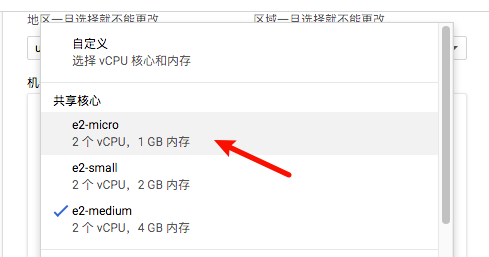 地区一旦选择就不能更改
区域一旦选择就不能更改
自定义
选择 vCPU 核心和内存
共享核心
e2-micro
2 个 vCPU，1 GB 内存
e2-small
2 个 vCPU，2 GB 内存
e2-medium
2 个 vCPU，4 GB 内存